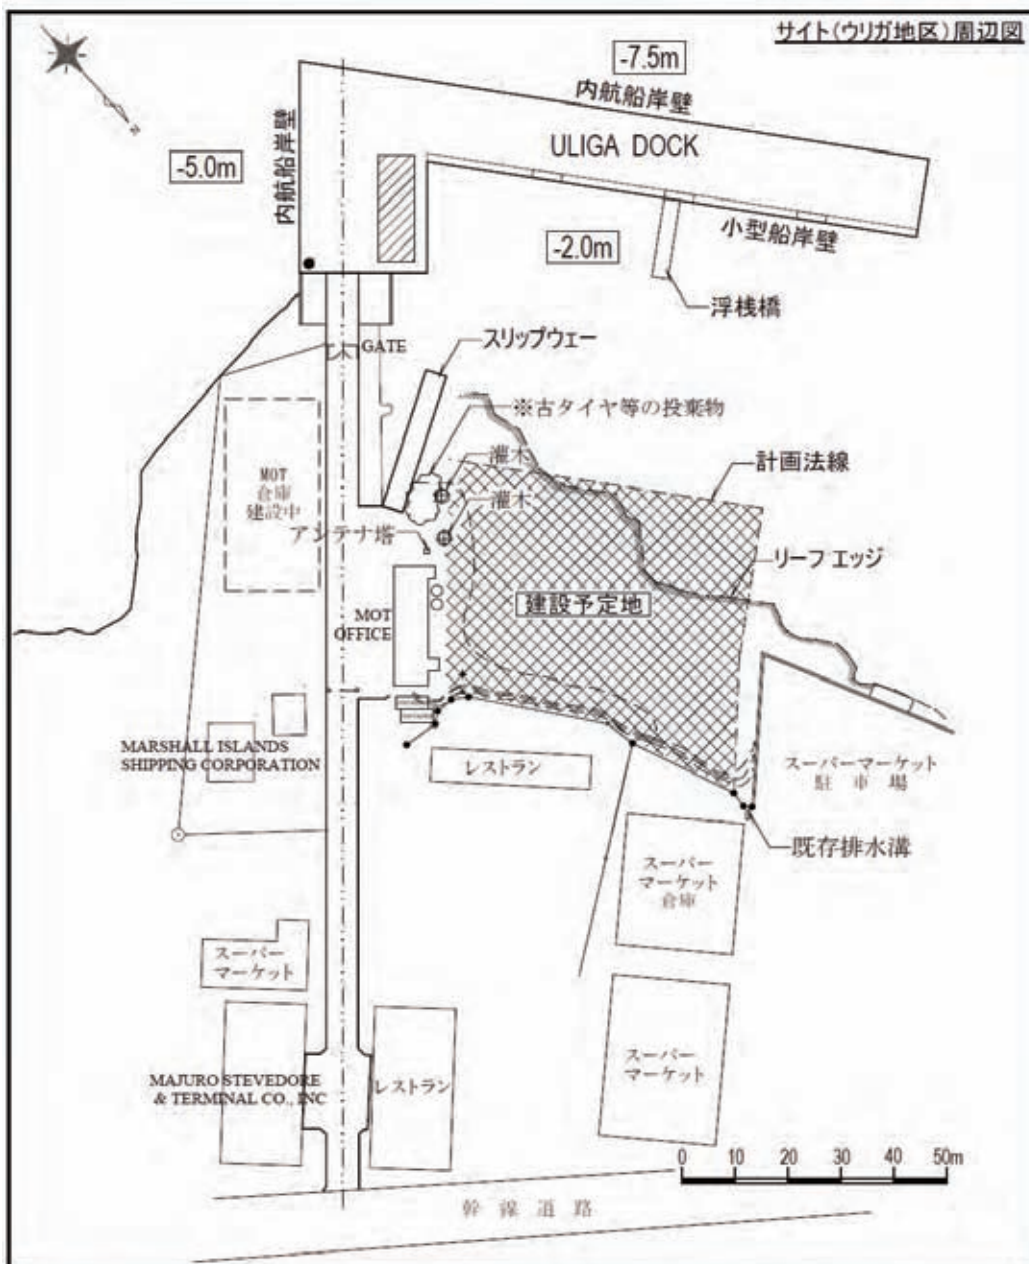 サイト(ウリガ地区)周辺図
-7.5m
内航船岸壁
ULIGA DOCK
-5.0m
内航船岸壁
小型船岸壁
-2.0m
浮桟橋
N
GATE
スリップウェー
※古タイヤ等の投棄物
灌木
計画法線
灌木
MOT
倉庫
建設中
アンテナ塔
リーフエッジ
建設予定地
MOT
OFFICE
MARSHALL ISLANDS
SHIPPING CORPORATION
レストラン
スーパーマーケット
駐車場
既存排水溝
スーパー
マーケット
倉庫
スーパー
マーケット
スーパー
マーケット
MAJURO STEVEDORE
& TERMINAL CO., INC
レストラン
0 10 20 30 40 50m
幹線道路